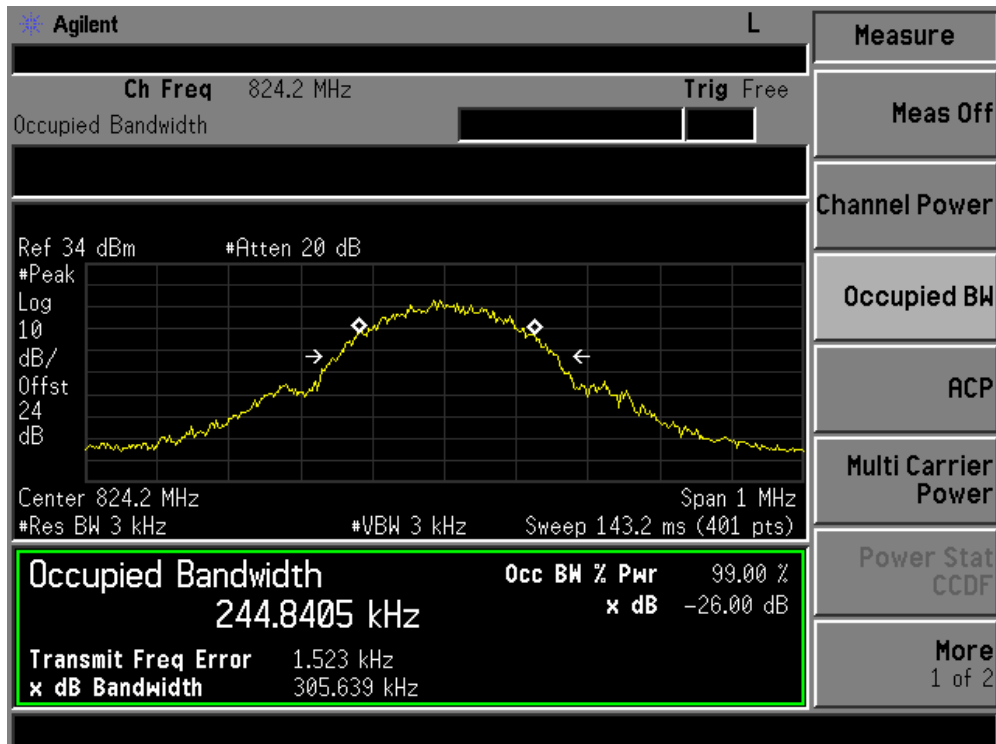 Agilent L
Ch Freq 824.2 MHz Trig Free
Occupied Bandwidth
Ref 34 dBm #Atten 20 dB
#Peak
Log
10
dB/
Offst
24
dB
Center 824.2 MHz Span 1 MHz
#Res BW 3 kHz #VBW 3 kHz Sweep 143.2 ms (401 pts)
Occupied Bandwidth Occ BW % Pwr 99.00 %
244.8405 kHz x dB -26.00 dB
Transmit Freq Error 1.523 kHz
x dB Bandwidth 305.639 kHz
Measure
Meas Off
Channel Power
Occupied BW
ACP
Multi Carrier
Power
Power Stat
CCDF
More
1 of 2